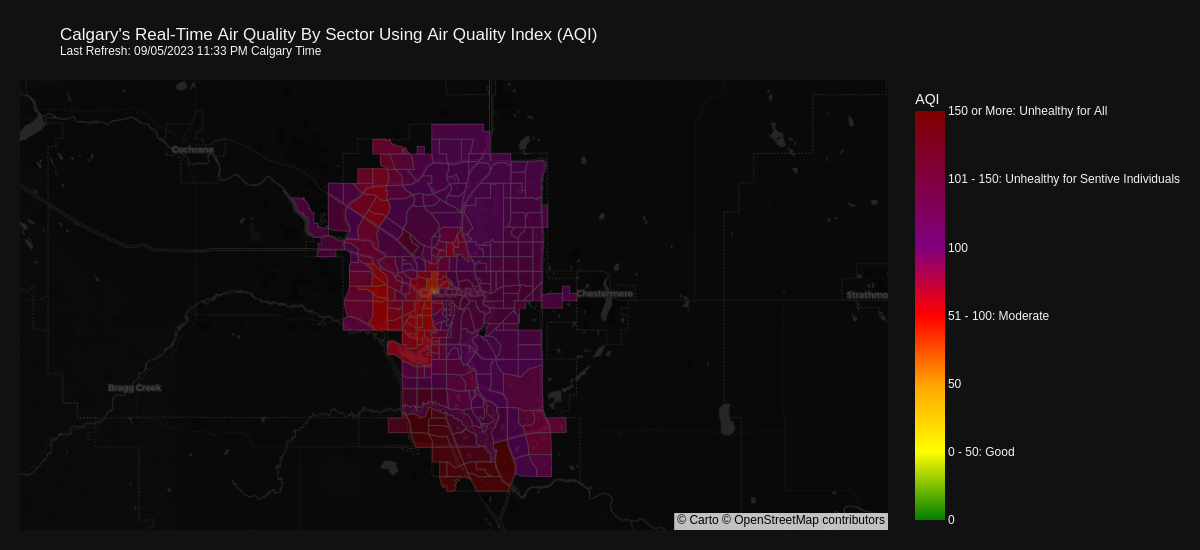 Calgary's Real-Time Air Quality By Sector Using Air Quality Index (AQI)
Last Refresh: 09/05/2023 11:33 PM Calgary Time
AQI
150 or More: Unhealthy for All
Cochrane
101 - 150: Unhealthy for Sentive Individuals
100
CALGARY
Chestermere
Strathmo
51 - 100: Moderate
Bragg Creek
50
0 - 50: Good
0
© Carto © OpenStreetMap contributors